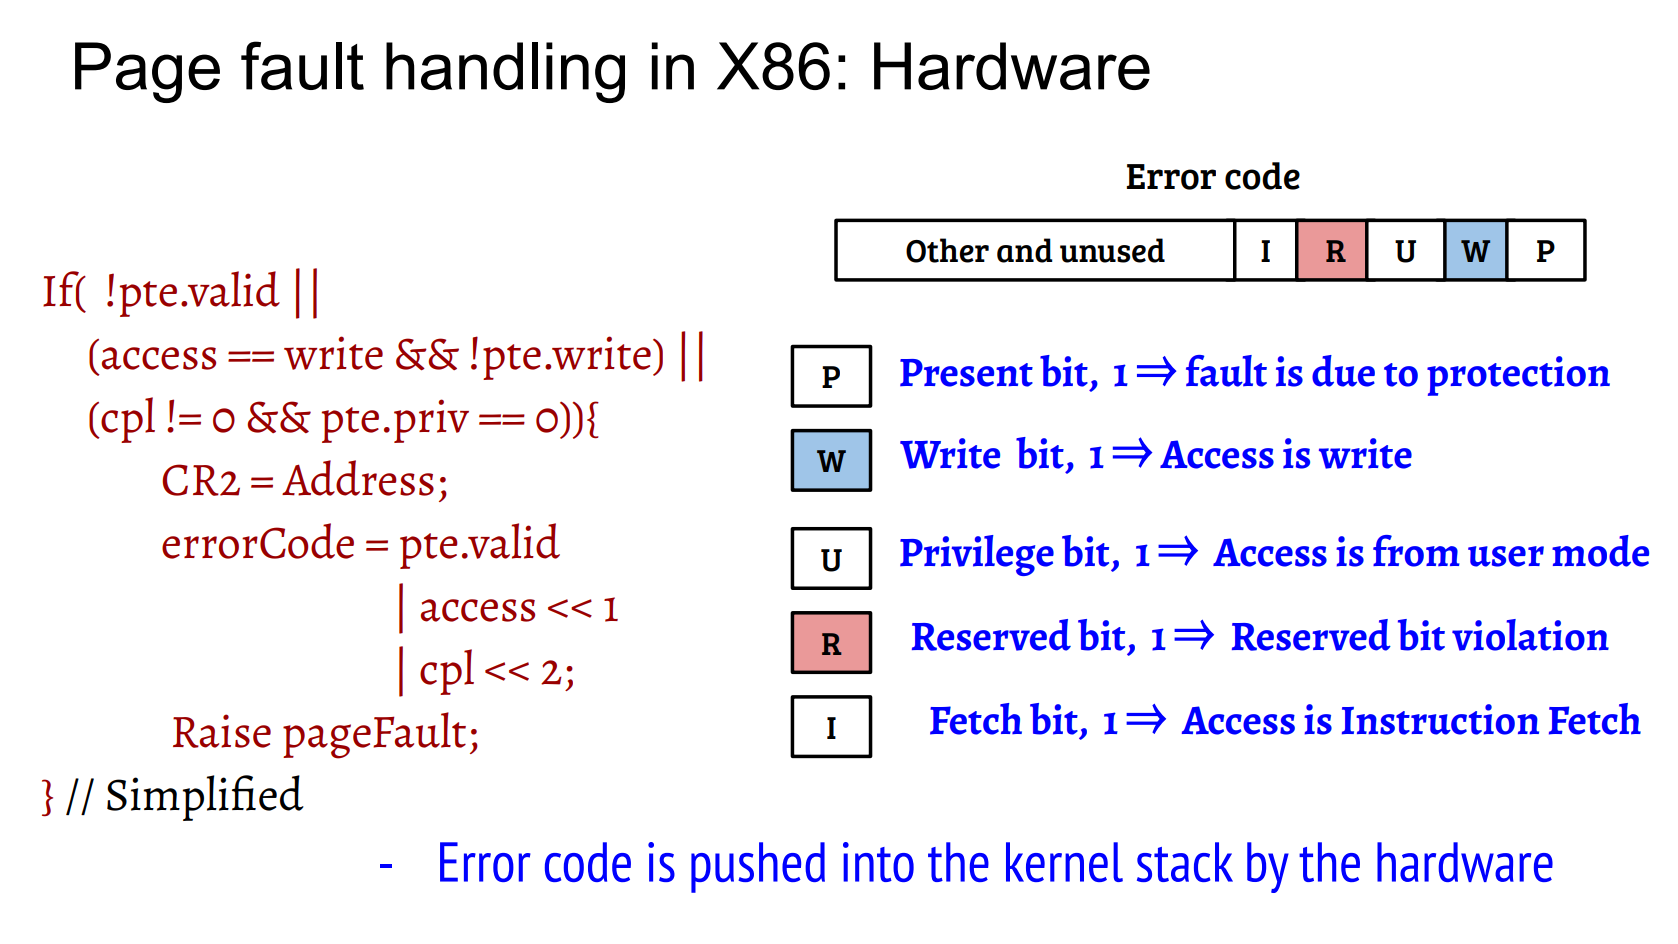 Page fault handling in X86: Hardware
Error code
Other and unused I R U W P
If( !pte.valid ||
(access == write && !pte.write) ||
(cpl != 0 && pte.priv == 0)){
CR2 = Address;
errorCode = pte.valid
| access << 1
| cpl << 2;
Raise pageFault;
} // Simplified
P Present bit, 1 ⇒ fault is due to protection
W Write bit, 1 ⇒ Access is write
U Privilege bit, 1 ⇒ Access is from user mode
R Reserved bit, 1 ⇒ Reserved bit violation
I Fetch bit, 1 ⇒ Access is Instruction Fetch
- Error code is pushed into the kernel stack by the hardware